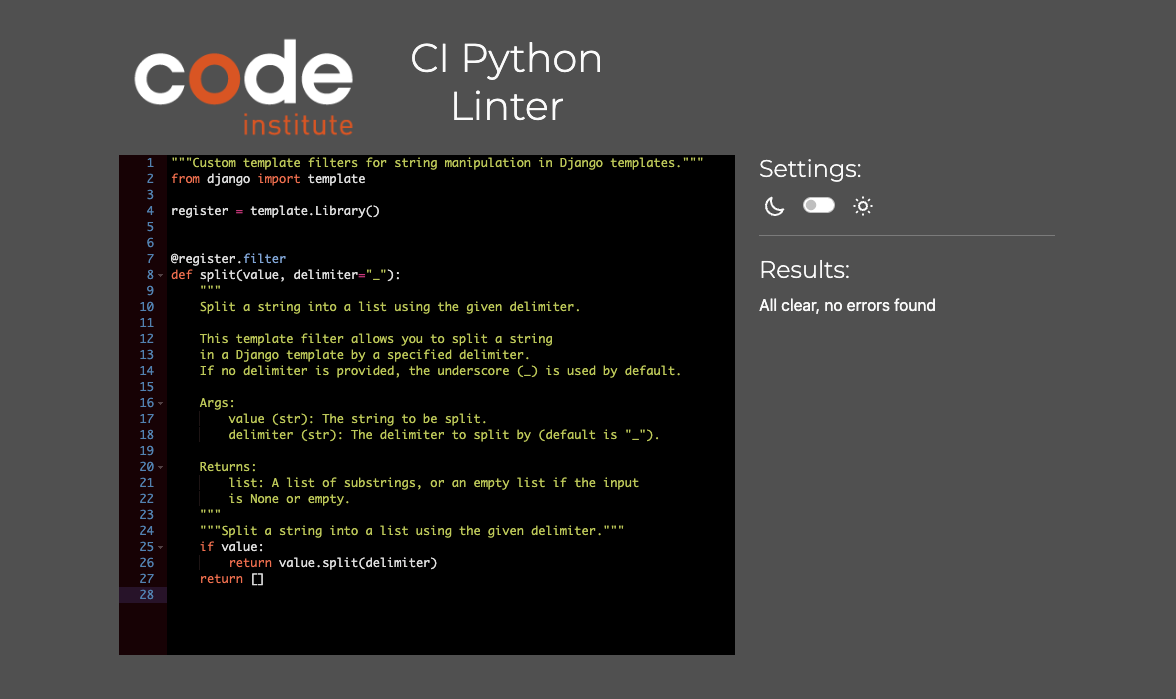 code
institute
CI Python
Linter
1 """Custom template filters for string manipulation in Django templates."""
2 from django import template
3
4 register = template.Library()
5
6
7 @register.filter
8 def split(value, delimiter="_"):
9     """
10     Split a string into a list using the given delimiter.
11
12     This template filter allows you to split a string
13     in a Django template by a specified delimiter.
14     If no delimiter is provided, the underscore (_) is used by default.
15
16     Args:
17         value (str): The string to be split.
18         delimiter (str): The delimiter to split by (default is "_").
19
20     Returns:
21         list: A list of substrings, or an empty list if the input
22         is None or empty.
23     """
24     """Split a string into a list using the given delimiter."""
25     if value:
26         return value.split(delimiter)
27     return []
28
Settings:
Results:
All clear, no errors found